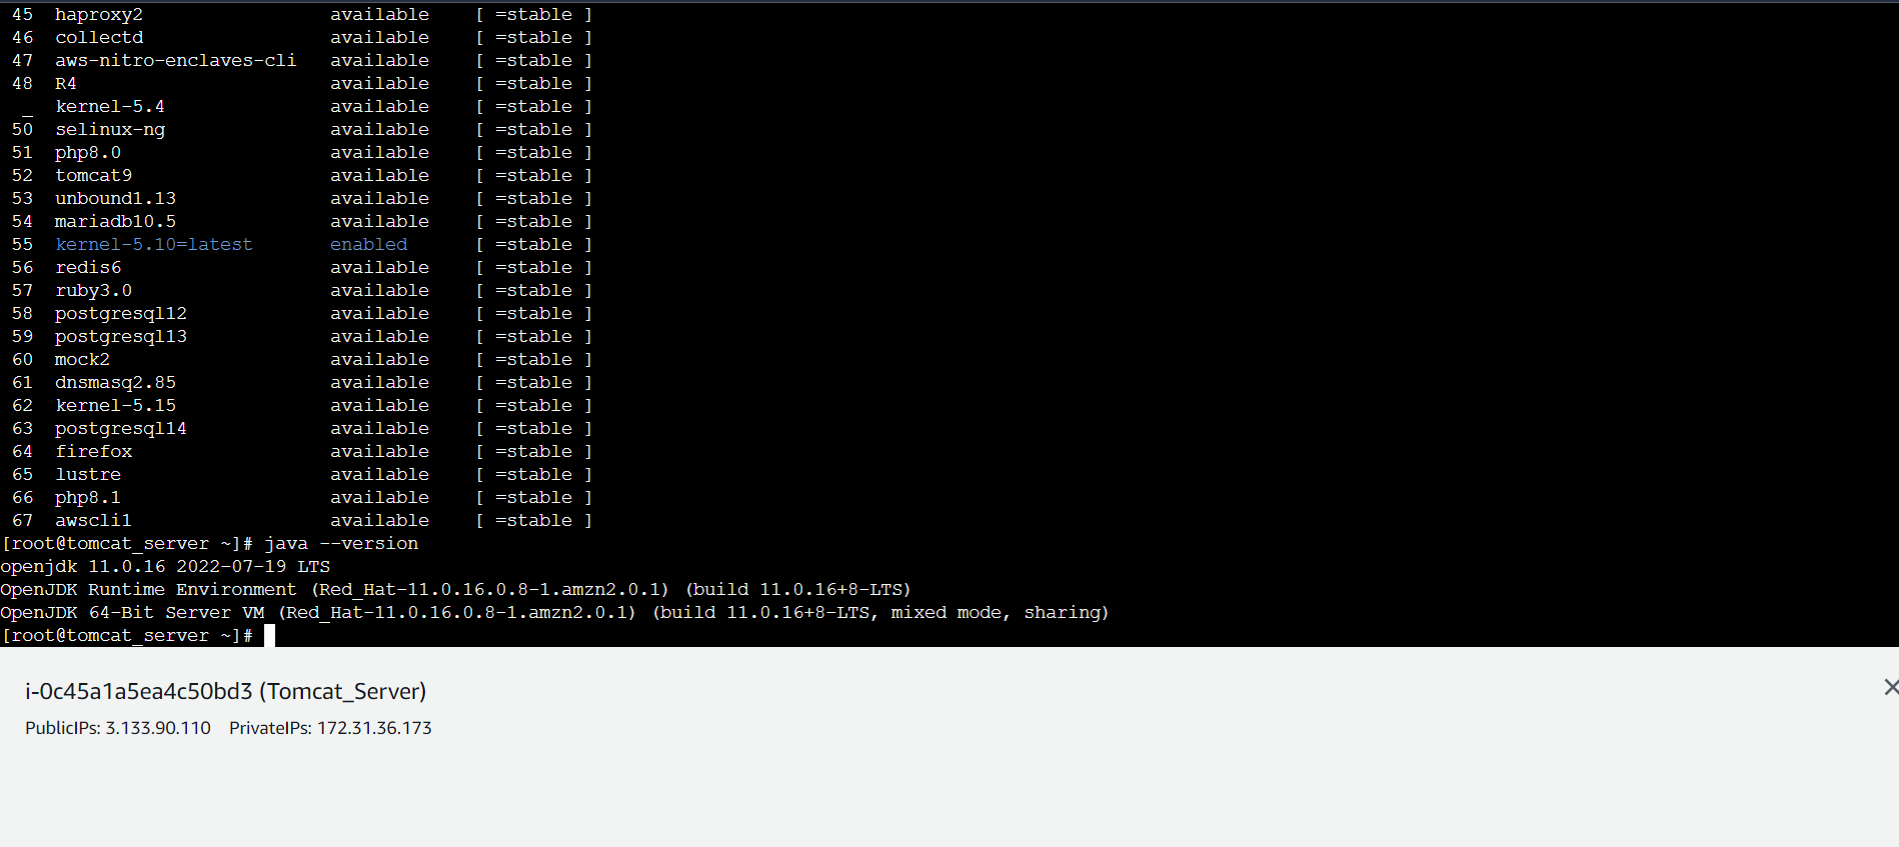 45 haproxy2 available [ =stable ]
46 collectd available [ =stable ]
47 aws-nitro-enclaves-cli available [ =stable ]
48 R4 available [ =stable ]
_ kernel-5.4 available [ =stable ]
50 selinux-ng available [ =stable ]
51 php8.0 available [ =stable ]
52 tomcat9 available [ =stable ]
53 unbound1.13 available [ =stable ]
54 mariadb10.5 available [ =stable ]
55 kernel-5.10=latest enabled [ =stable ]
56 redis6 available [ =stable ]
57 ruby3.0 available [ =stable ]
58 postgresql12 available [ =stable ]
59 postgresql13 available [ =stable ]
60 mock2 available [ =stable ]
61 dnsmasq2.85 available [ =stable ]
62 kernel-5.15 available [ =stable ]
63 postgresql14 available [ =stable ]
64 firefox available [ =stable ]
65 lustre available [ =stable ]
66 php8.1 available [ =stable ]
67 awscli1 available [ =stable ]
[root@tomcat_server ~]# java --version
openjdk 11.0.16 2022-07-19 LTS
OpenJDK Runtime Environment (Red_Hat-11.0.16.0.8-1.amzn2.0.1) (build 11.0.16+8-LTS)
OpenJDK 64-Bit Server VM (Red_Hat-11.0.16.0.8-1.amzn2.0.1) (build 11.0.16+8-LTS, mixed mode, sharing)
[root@tomcat_server ~]#
i-0c45a1a5ea4c50bd3 (Tomcat_Server)
PublicIPs: 3.133.90.110 PrivateIPs: 172.31.36.173